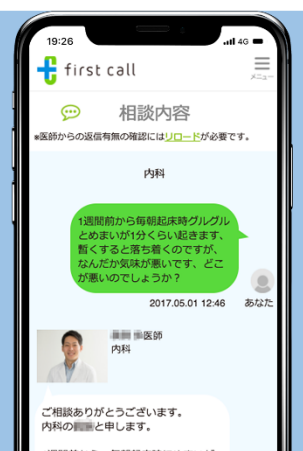 19:26
4G
first call
メニュー
相談内容
※医師からの返信有無の確認にはリロードが必要です。
内科
1週間前から毎朝起床時グルグル
とめまいが1分くらい起きます、
暫くすると落ち着くのですが、
なんだか気味が悪いです、どこ
が悪いのでしょうか？
2017.05.01 12:46
あなた
医師
内科
ご相談ありがとうございます。
内科の と申します。